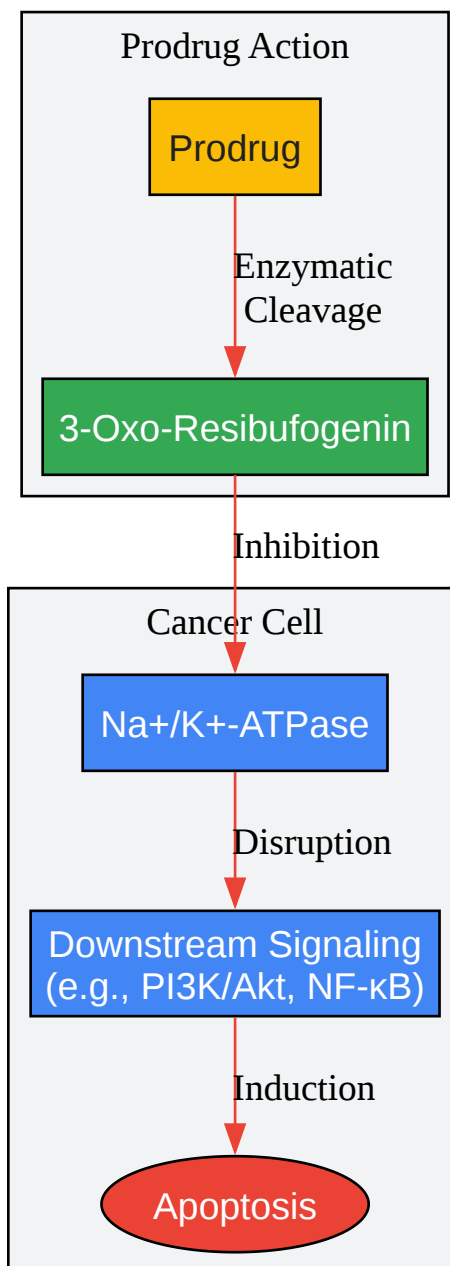 Prodrug Action
Prodrug
Enzymatic
Cleavage
3-Oxo-Resibufogenin
Inhibition
Cancer Cell
Na+/K+-ATPase
Disruption
Downstream Signaling
(e.g., PI3K/Akt, NF-κB)
Induction
Apoptosis